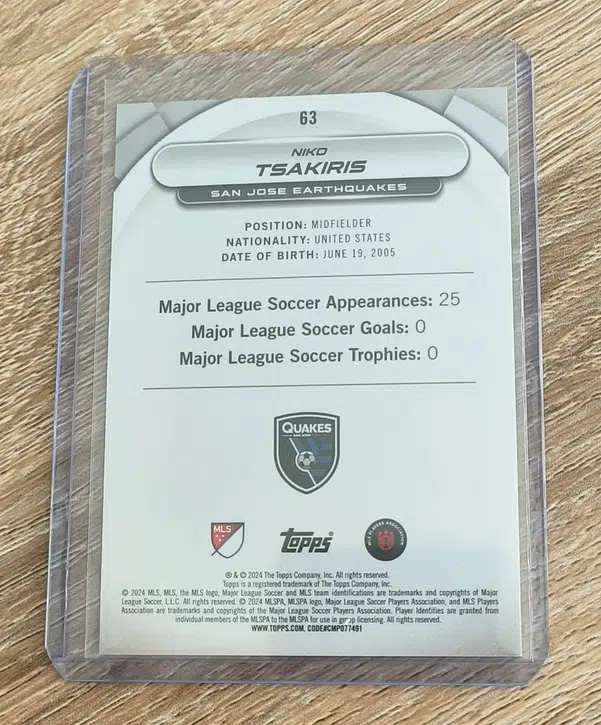 63
NIKO
TSAKIRIS
SAN JOSE EARTHQUAKES
POSITION: MIDFIELDER
NATIONALITY: UNITED STATES
DATE OF BIRTH: JUNE 19, 2005
Major League Soccer Appearances: 25
Major League Soccer Goals: 0
Major League Soccer Trophies: 0
QUAKES
SAN JOSE
MLS
Topps
MLS PLAYERS ASSOCIATION
® & © 2024 The Topps Company, Inc. All rights reserved.
Topps is a registered trademark of The Topps Company, Inc.
© 2024 MLS, MLS, the MLS logo, Major League Soccer and MLS team identifications are trademarks and copyrights of Major
League Soccer, L.L.C. All rights reserved. © 2024 MLSPA, MLSPA logo, Major League Soccer Players Association, and MLS Players
Association are trademarks and copyrights of the Major League Soccer Players Association. Player Identities are granted from
individual members of the MLSPA to the MLSPA for use in group licensing. All rights reserved.
WWW.TOPPS.COM. CODE#CMP077491